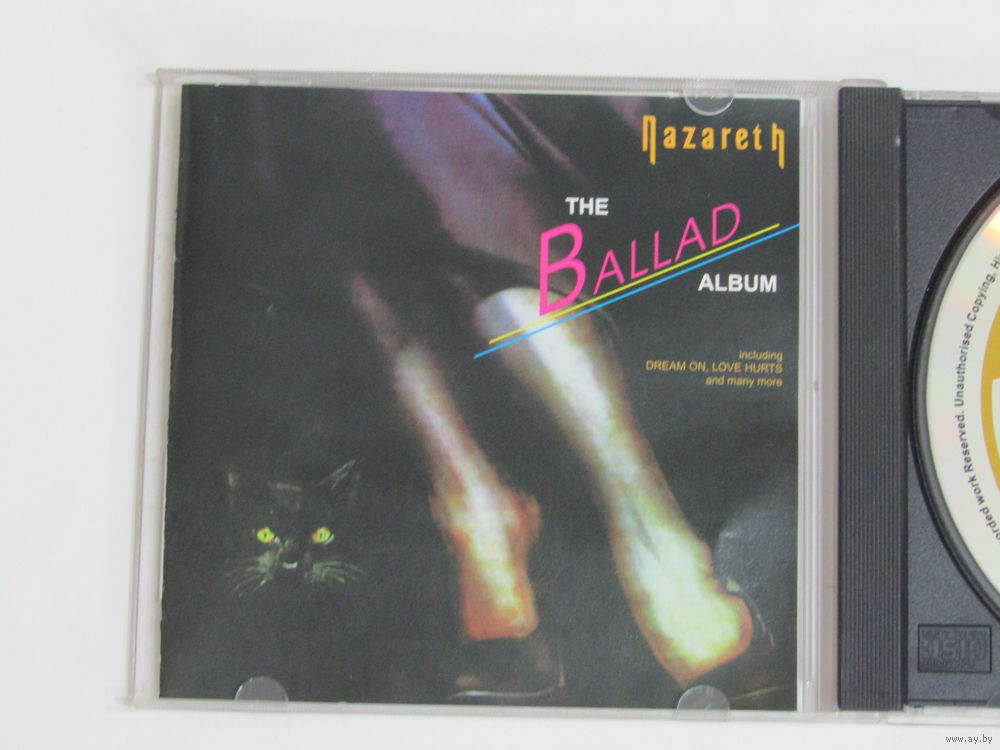 Nazareth
THE
BALLAD
ALBUM
including
DREAM ON, LOVE HURTS
and many more
work Reserved. Unauthorised Copying,
www.ay.by